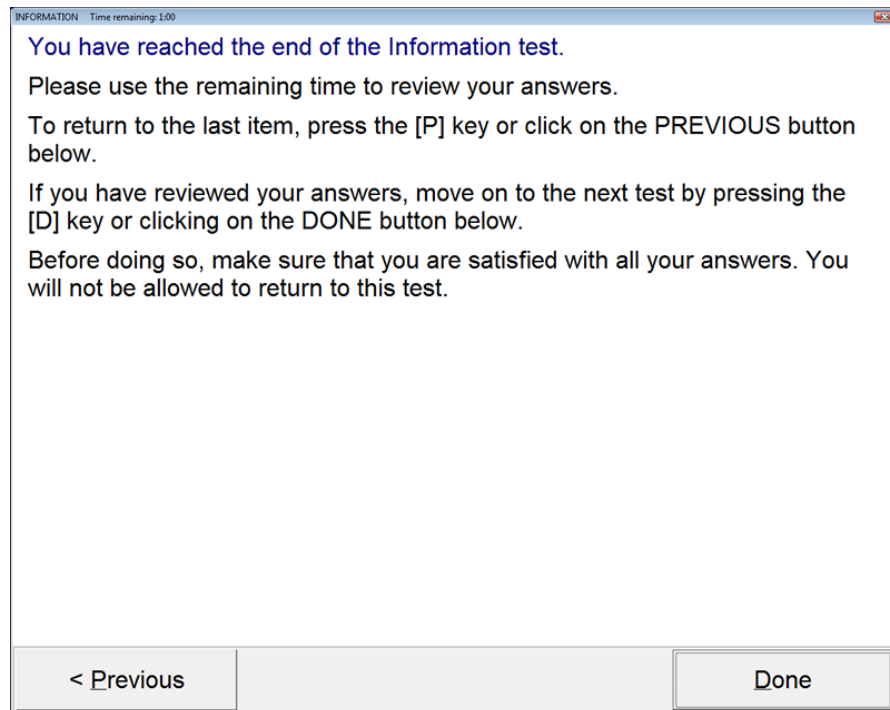 INFORMATION Time remaining: 1:00
You have reached the end of the Information test.
Please use the remaining time to review your answers.
To return to the last item, press the [P] key or click on the PREVIOUS button
below.
If you have reviewed your answers, move on to the next test by pressing the
[D] key or clicking on the DONE button below.
Before doing so, make sure that you are satisfied with all your answers. You
will not be allowed to return to this test.
< Previous
Done